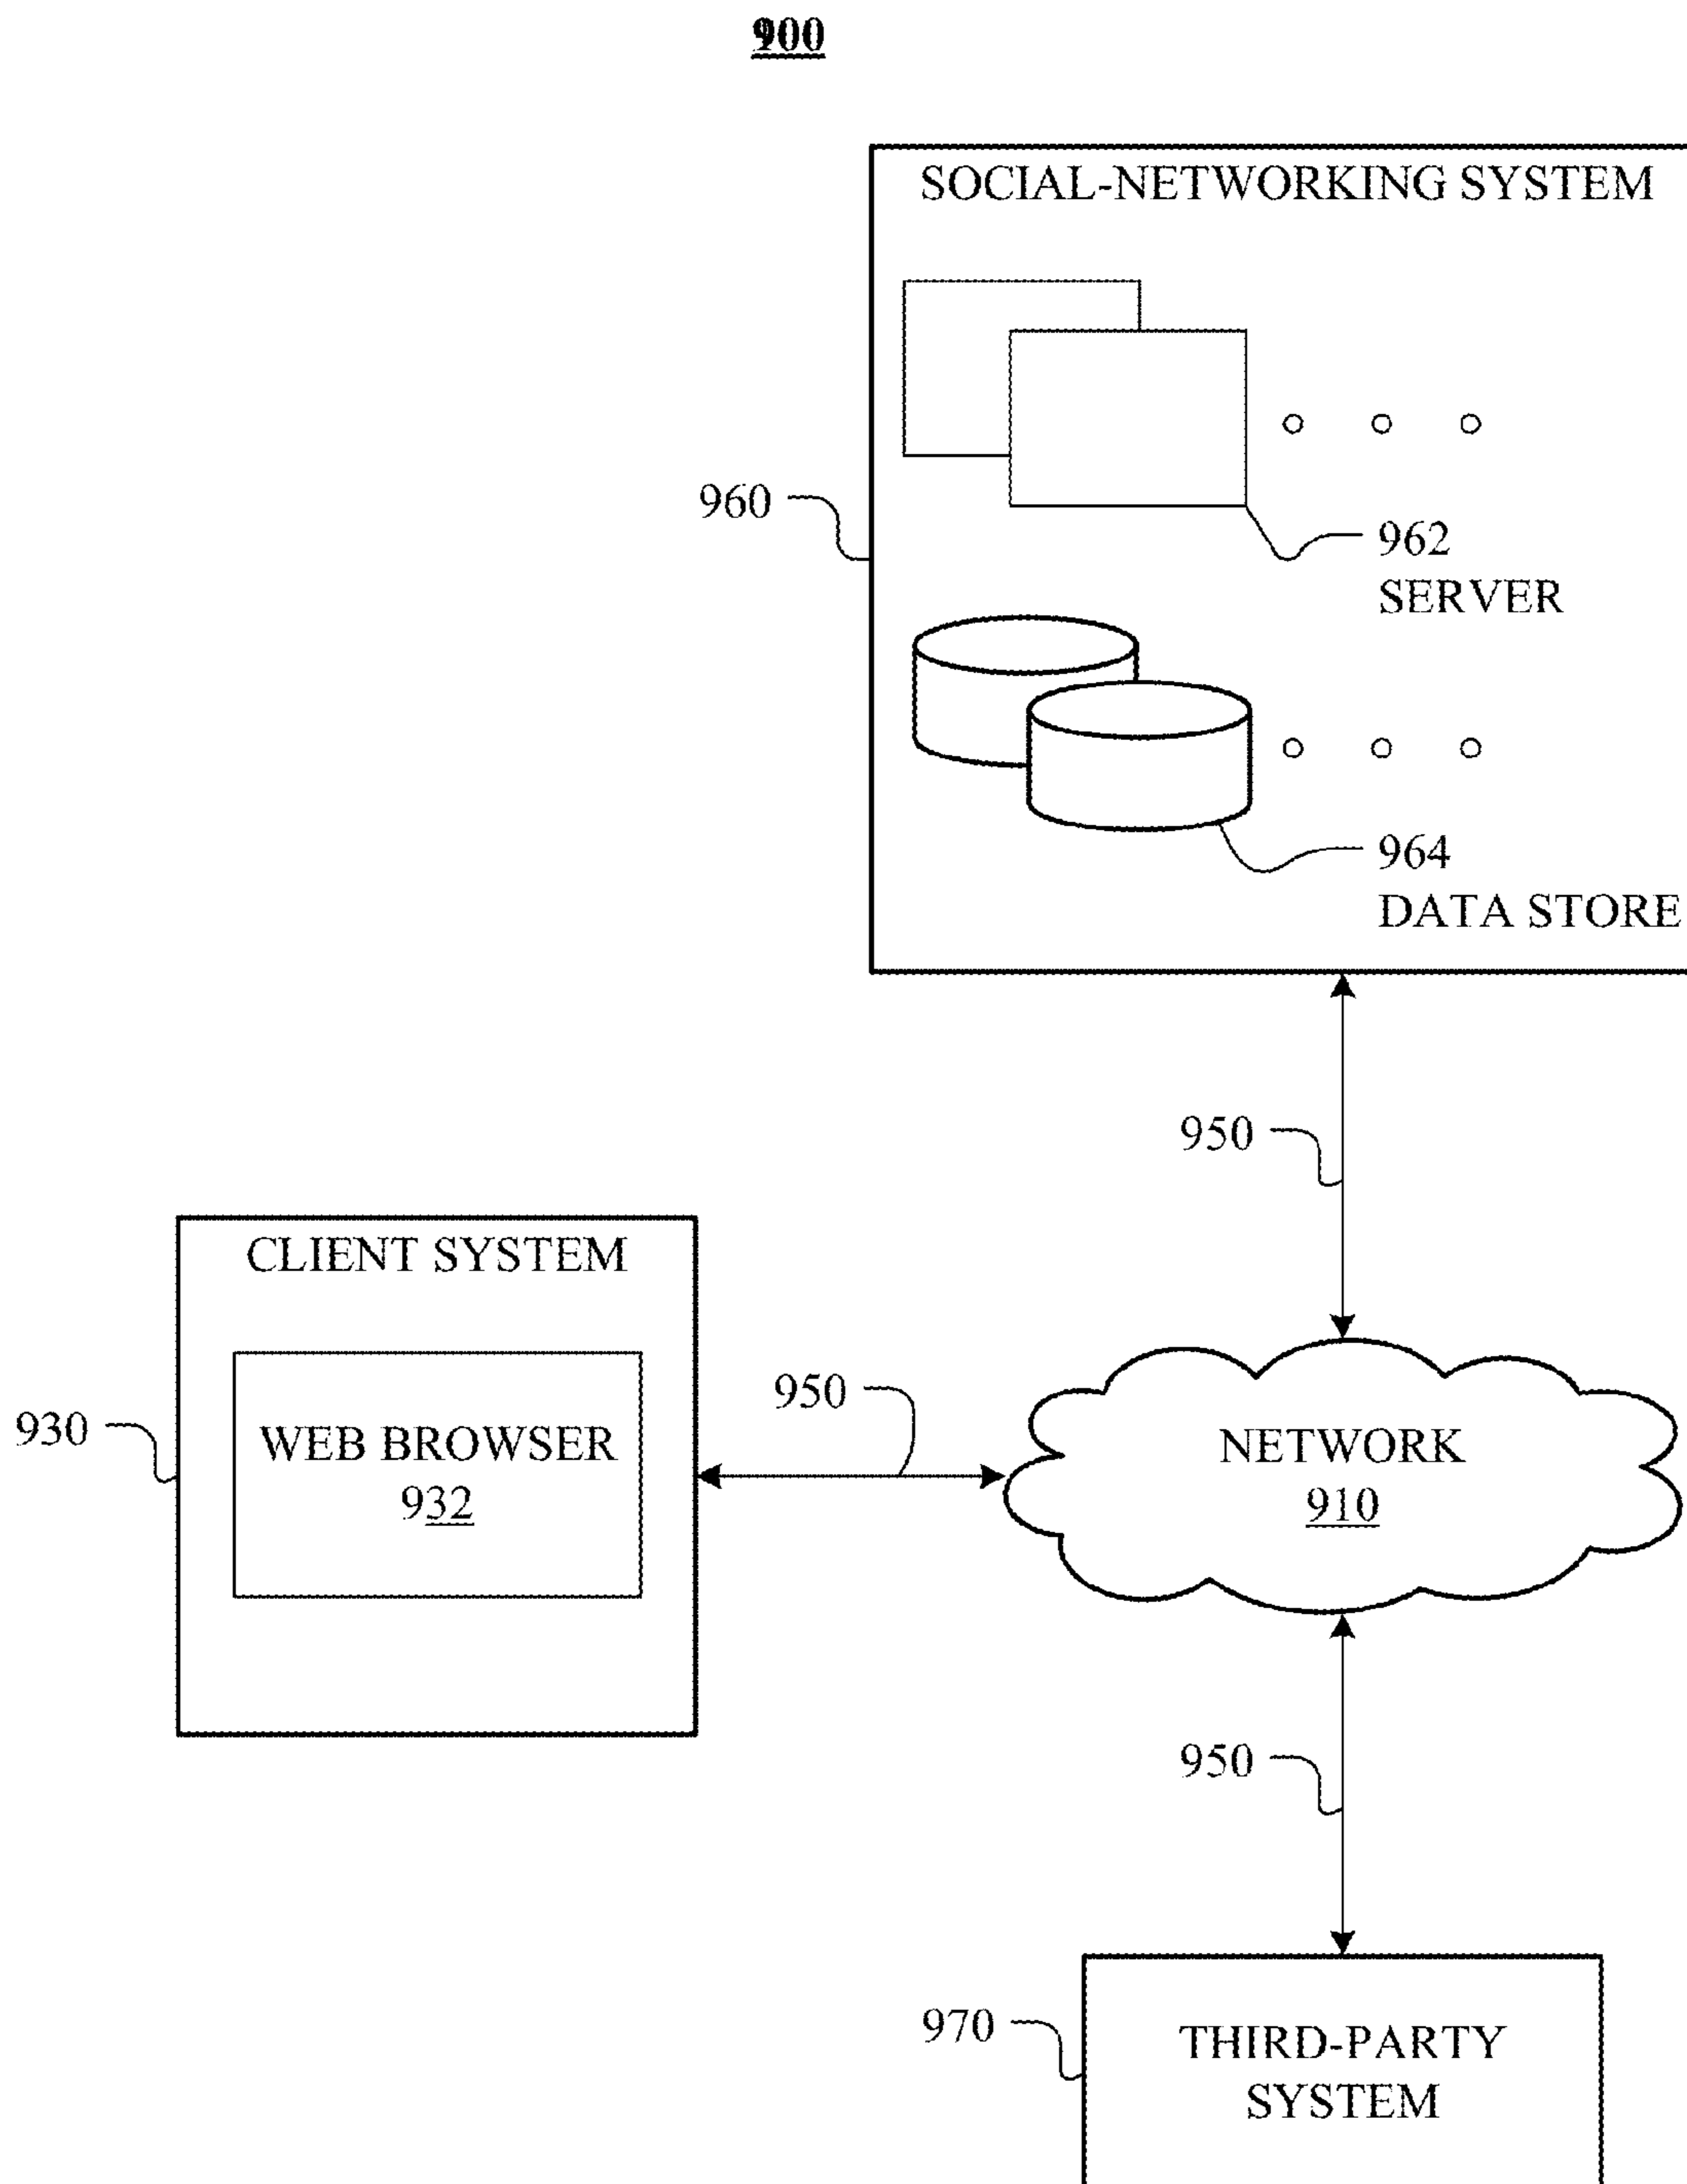 900
SOCIAL-NETWORKING SYSTEM
960
962
SERVER
964
DATA STORE
950
CLIENT SYSTEM
930
WEB BROWSER
932
950
NETWORK
910
950
970
THIRD-PARTY
SYSTEM